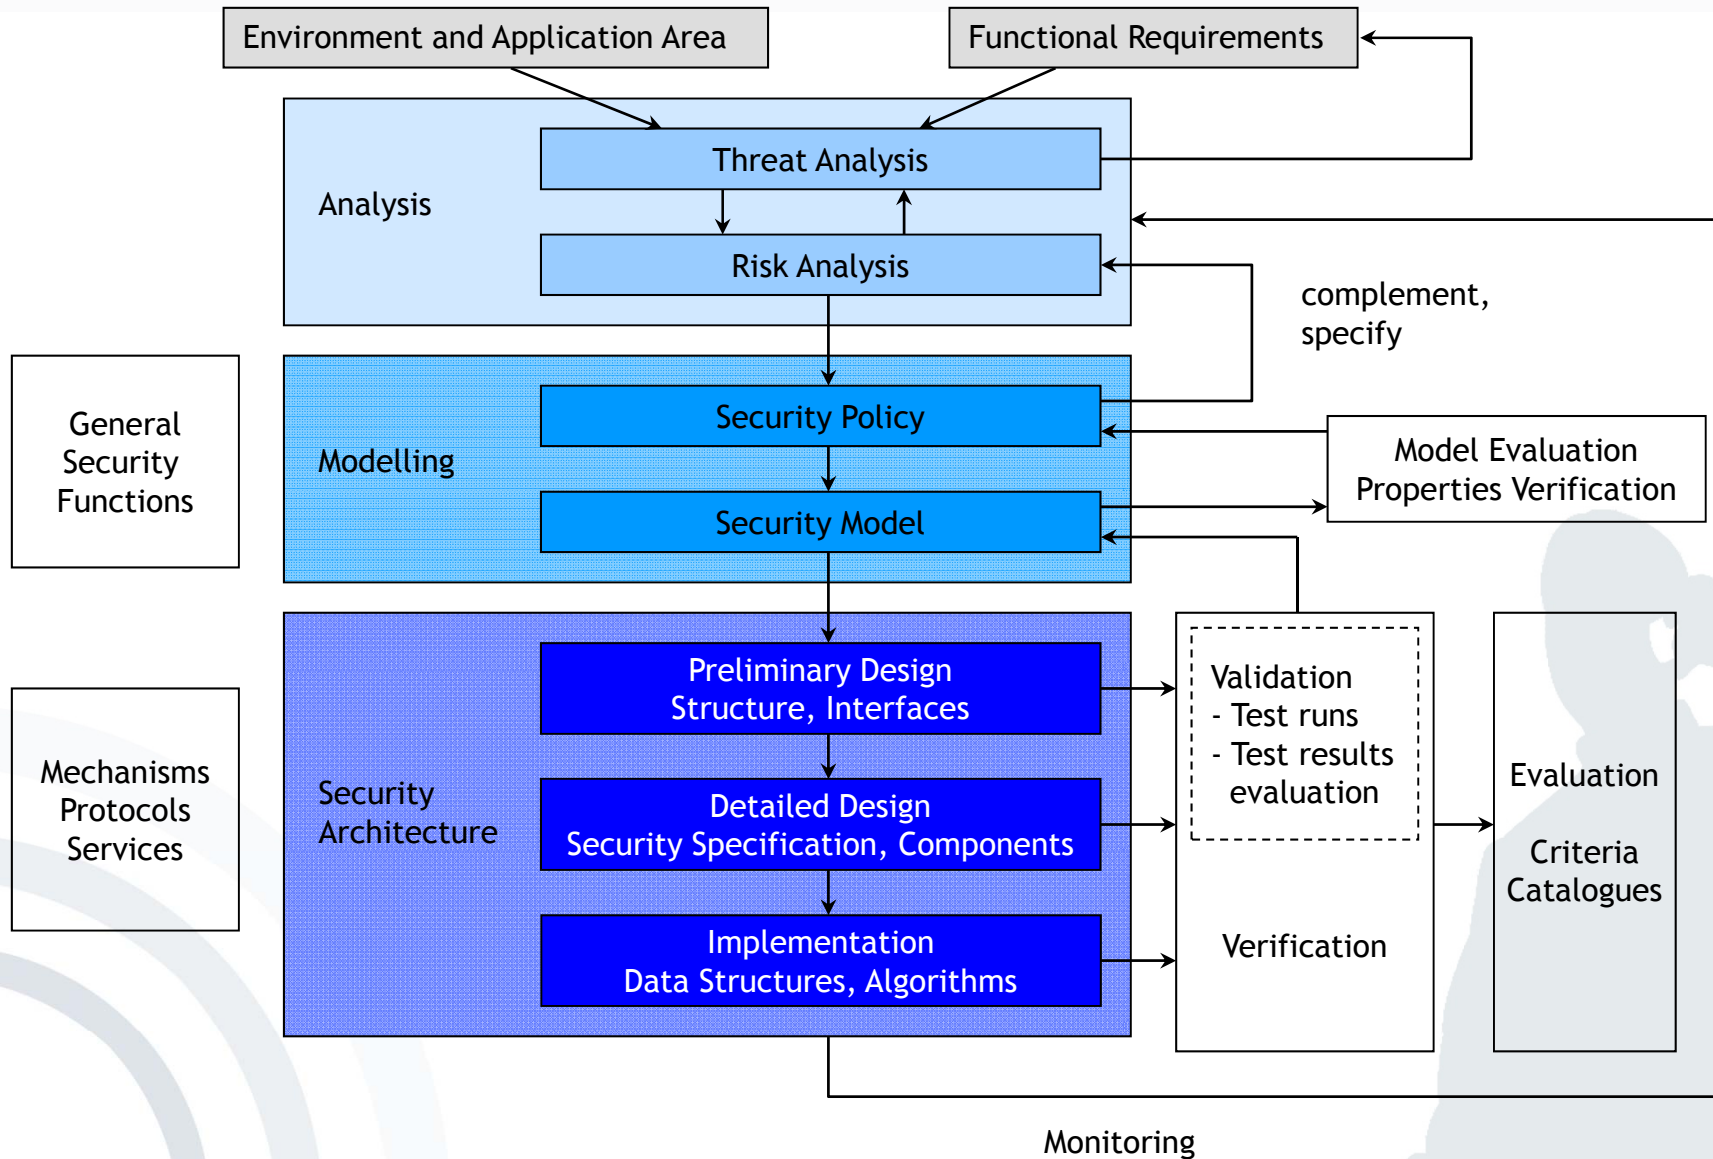 Environment and Application Area
Functional Requirements
Threat Analysis
Analysis
Risk Analysis
complement,
specify
General
Security
Functions
Modelling
Security Policy
Security Model
Model Evaluation
Properties Verification
Mechanisms
Protocols
Services
Security
Architecture
Preliminary Design
Structure, Interfaces
Detailed Design
Security Specification, Components
Implementation
Data Structures, Algorithms
Validation
- Test runs
- Test results
evaluation
Verification
Evaluation
Criteria
Catalogues
Monitoring